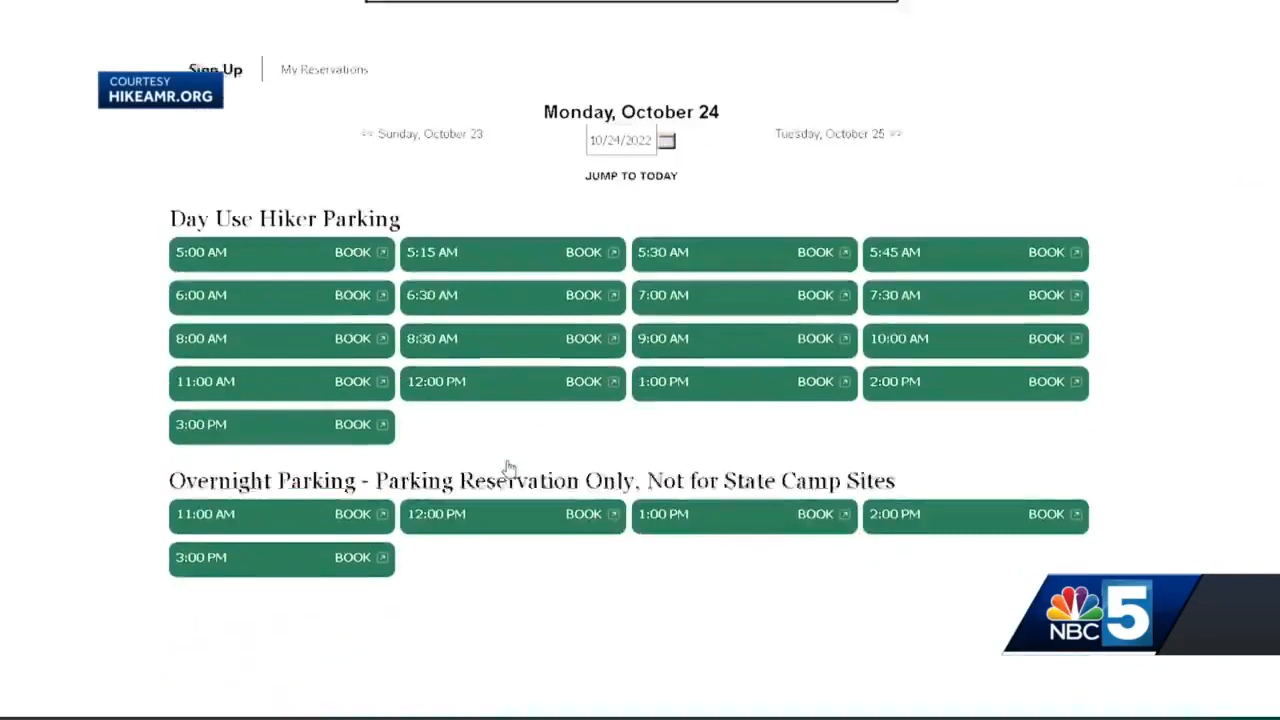 Sign Up
My Reservations
COURTESY
HIKEAMR.ORG
Monday, October 24
<< Sunday, October 23
10/24/2022
Tuesday, October 25 >>
JUMP TO TODAY
Day Use Hiker Parking
5:00 AM BOOK 5:15 AM BOOK 5:30 AM BOOK 5:45 AM BOOK
6:00 AM BOOK 6:30 AM BOOK 7:00 AM BOOK 7:30 AM BOOK
8:00 AM BOOK 8:30 AM BOOK 9:00 AM BOOK 10:00 AM BOOK
11:00 AM BOOK 12:00 PM BOOK 1:00 PM BOOK 2:00 PM BOOK
3:00 PM BOOK
Overnight Parking - Parking Reservation Only, Not for State Camp Sites
11:00 AM BOOK 12:00 PM BOOK 1:00 PM BOOK 2:00 PM BOOK
3:00 PM BOOK
NBC 5